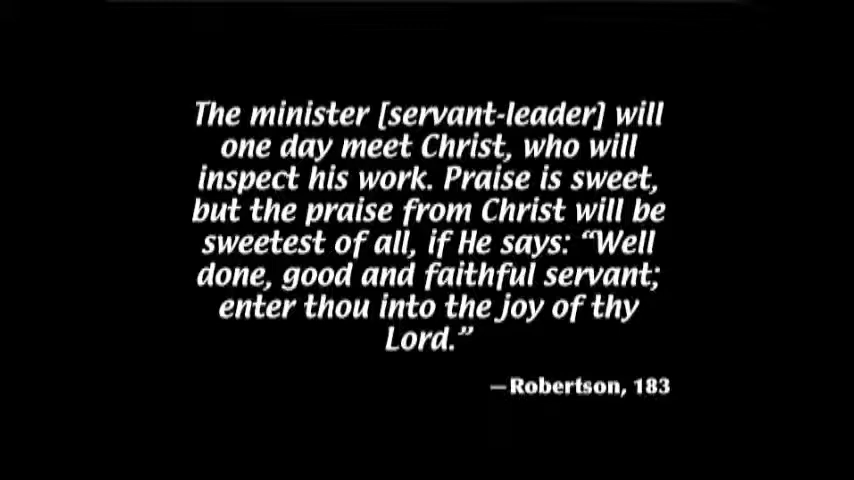 The minister [servant-leader] will
one day meet Christ, who will
inspect his work. Praise is sweet,
but the praise from Christ will be
sweetest of all, if He says: “Well
done, good and faithful servant;
enter thou into the joy of thy
Lord.”
—Robertson, 183